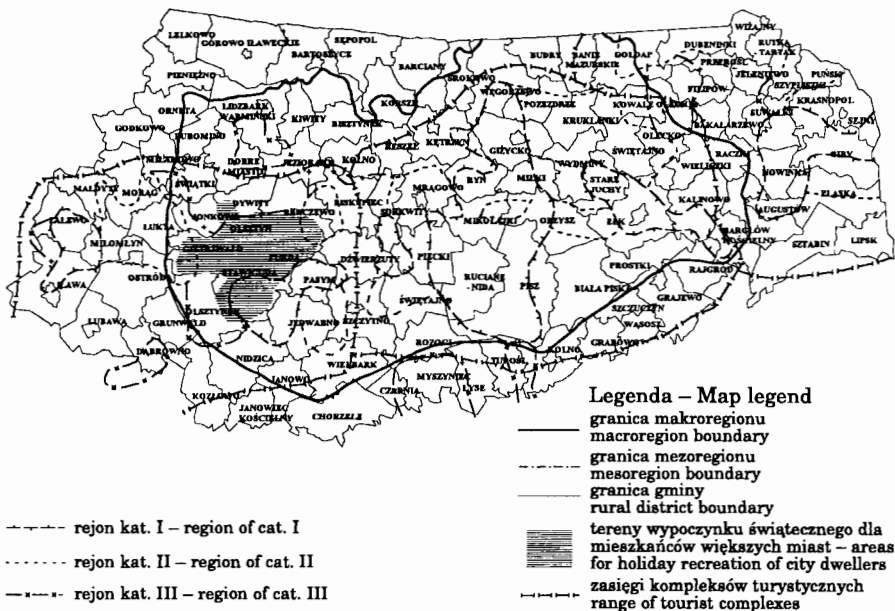 LELKOWO
GÓROWO IŁAWECKIE
SĘPOPOL
BARTOSZYCE
BARCIANY
BUDRY
BANIE MAZURSKIE
GOŁDAP
DUBENINKI
WIŻAJNY
RUTKA TARTAK
PRZEROŚL
JELENIEWO
PUŃSK
SZYPLISZKI
PIENIĘŻNO
SROKOWO
WĘGORZEWO
FILIPÓW
KRASNOPOL
ORNETA
LIDZBARK WARMIŃSKI
KIWITY
BISZTYNEK
KORSZE
POZEZDRZE
KOWALE OLECKIE
SUWAŁKI
SEJNY
GODKOWO
LUBOMINO
RESZEL
KĘTRZYN
KRUKLANKI
OLECKO
BAKAŁARZEWO
MIŁAKOWO
DOBRE MIASTO
JEZIORANY
KOLNO
GIŻYCKO
WYDMINY
ŚWIĘTAJNO
WIELICZKI
RACZKI
NOWINKA
GIBY
MAŁDYTY
MORĄG
ŚWIĄTKI
DYWITY
BISKUPIEC
MRĄGOWO
RYN
MIŁKI
STARE JUCHY
KALINOWO
PŁASKA
ZALEWO
ŁUKTA
JONKOWO
OLSZTYN
BARCZEWO
SORKWITY
MIKOŁAJKI
ORZYSZ
EŁK
AUGUSTÓW
MIŁOMŁYN
GIETRZWAŁD
PURDA
DŹWIERZUTY
PIECKI
BARGŁÓW KOŚCIELNY
SZTABIN
LIPSK
IŁAWA
OSTRÓDA
STAWIGUDA
PASYM
RUCIANE-NIDA
PISZ
PROSTKI
BIAŁA PISKA
RAJGRÓD
LUBAWA
GRUNWALD
OLSZTYNEK
JEDWABNO
SZCZYTNO
ŚWIĘTAJNO
SZCZUCZYN
GRAJEWO
WĄSOSZ
DĄBRÓWNO
NIDZICA
WIELBARK
ROZOGI
TUROŚL
KOLNO
GRABOWO
KOZŁOWO
JANOWO
JANOWIEC KOŚCIELNY
CHORZELE
CZARNIA
MYSZYNIEC
ŁYSE
Legenda – Map legend
granica makroregionu
macroregion boundary
granica mezoregionu
mesoregion boundary
granica gminy
rural district boundary
tereny wypoczynku świątecznego dla
mieszkańców większych miast – areas
for holiday recreation of city dwellers
zasięgi kompleksów turystycznych
range of tourist complexes
rejon kat. I – region of cat. I
rejon kat. II – region of cat. II
rejon kat. III – region of cat. III